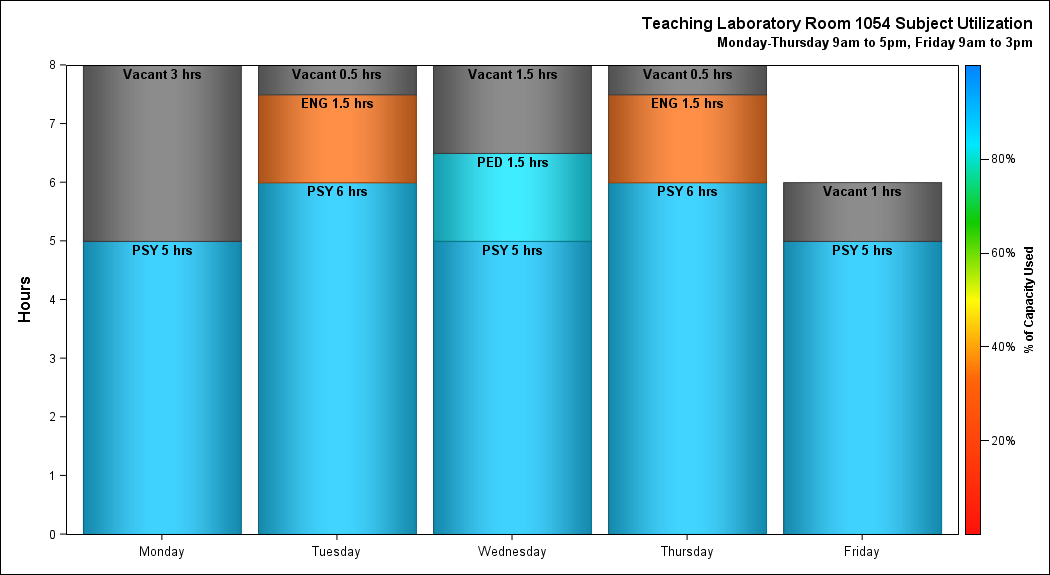 Teaching Laboratory Room 1054 Subject Utilization
Monday-Thursday 9am to 5pm, Friday 9am to 3pm
Hours
8
7
6
5
4
3
2
1
0
Vacant 3 hrs
PSY 5 hrs
Vacant 0.5 hrs
ENG 1.5 hrs
PSY 6 hrs
Vacant 1.5 hrs
PED 1.5 hrs
PSY 5 hrs
Vacant 0.5 hrs
ENG 1.5 hrs
PSY 6 hrs
Vacant 1 hrs
PSY 5 hrs
Monday
Tuesday
Wednesday
Thursday
Friday
80%
60%
40%
20%
% of Capacity Used